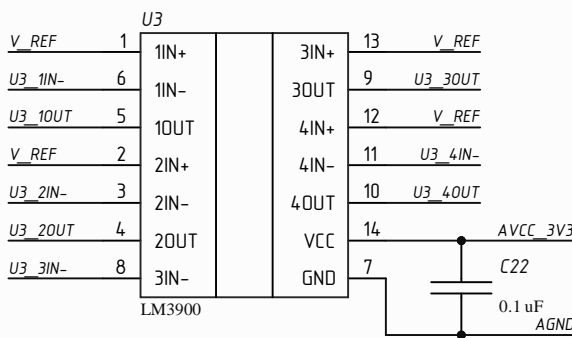 U3
V_REF 1 1IN+ 3IN+ 13 V_REF
U3_1IN- 6 1IN- 3OUT 9 U3_3OUT
U3_1OUT 5 1OUT 4IN+ 12 V_REF
V_REF 2 2IN+ 4IN- 11 U3_4IN-
U3_2IN- 3 2IN- 4OUT 10 U3_4OUT
U3_2OUT 4 2OUT VCC 14 AVCC_3V3
U3_3IN- 8 3IN- GND 7 C22
LM3900 0.1 uF
AGND